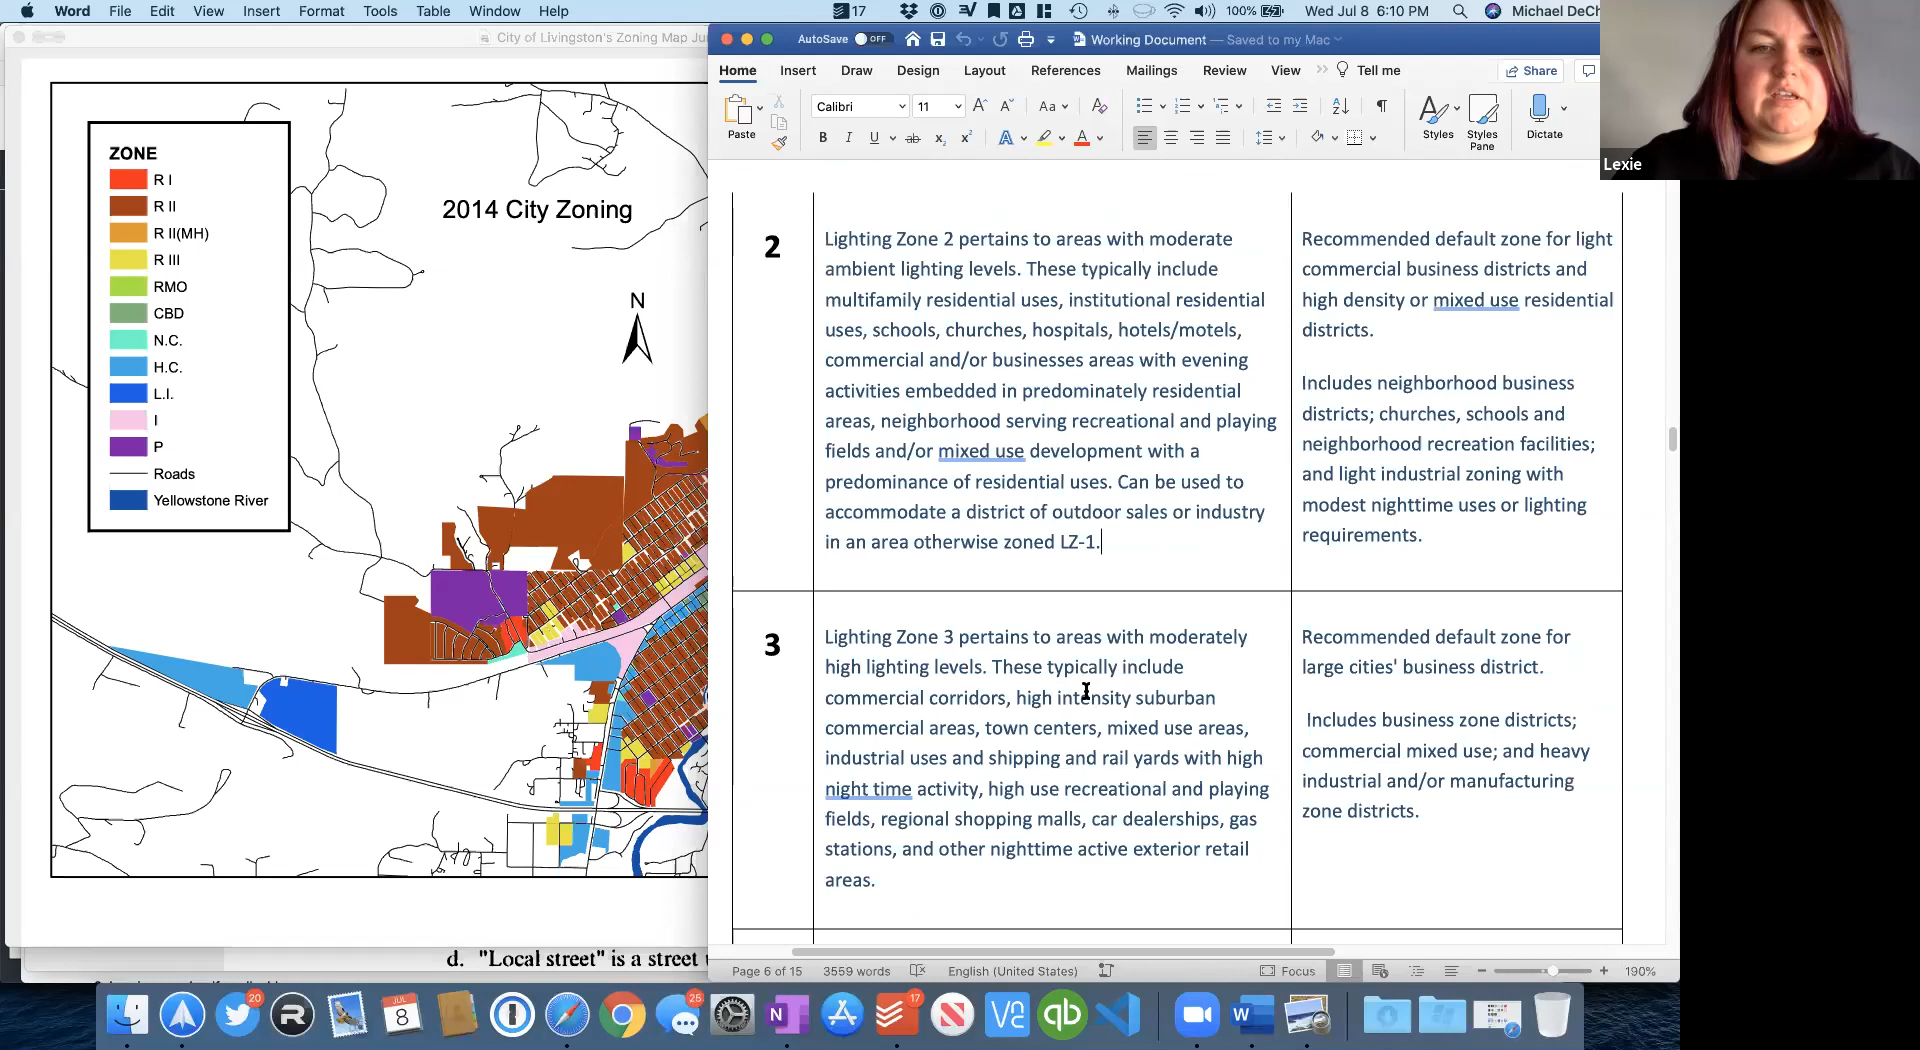 Word File Edit View Insert Format Tools Table Window Help 17 100% Wed Jul 8 6:10 PM Michael DeCh
City of Livingston's Zoning Map Ju
ZONE
R I
R II
R II(MH)
R III
RMO
CBD
N.C.
H.C.
L.I.
I
P
Roads
Yellowstone River
2014 City Zoning
N
d. "Local street" is a street
AutoSave OFF Working Document — Saved to my Mac
Home Insert Draw Design Layout References Mailings Review View Tell me Share
Paste Calibri 11 Aa Styles Styles Pane Dictate
Lexie
2
Lighting Zone 2 pertains to areas with moderate
ambient lighting levels. These typically include
multifamily residential uses, institutional residential
uses, schools, churches, hospitals, hotels/motels,
commercial and/or businesses areas with evening
activities embedded in predominately residential
areas, neighborhood serving recreational and playing
fields and/or mixed use development with a
predominance of residential uses. Can be used to
accommodate a district of outdoor sales or industry
in an area otherwise zoned LZ-1.
Recommended default zone for light
commercial business districts and
high density or mixed use residential
districts.
Includes neighborhood business
districts; churches, schools and
neighborhood recreation facilities;
and light industrial zoning with
modest nighttime uses or lighting
requirements.
3
Lighting Zone 3 pertains to areas with moderately
high lighting levels. These typically include
commercial corridors, high intensity suburban
commercial areas, town centers, mixed use areas,
industrial uses and shipping and rail yards with high
night time activity, high use recreational and playing
fields, regional shopping malls, car dealerships, gas
stations, and other nighttime active exterior retail
areas.
Recommended default zone for
large cities' business district.
Includes business zone districts;
commercial mixed use; and heavy
industrial and/or manufacturing
zone districts.
Page 6 of 15 3559 words English (United States) Focus 190%
20 JUL 8 25 17